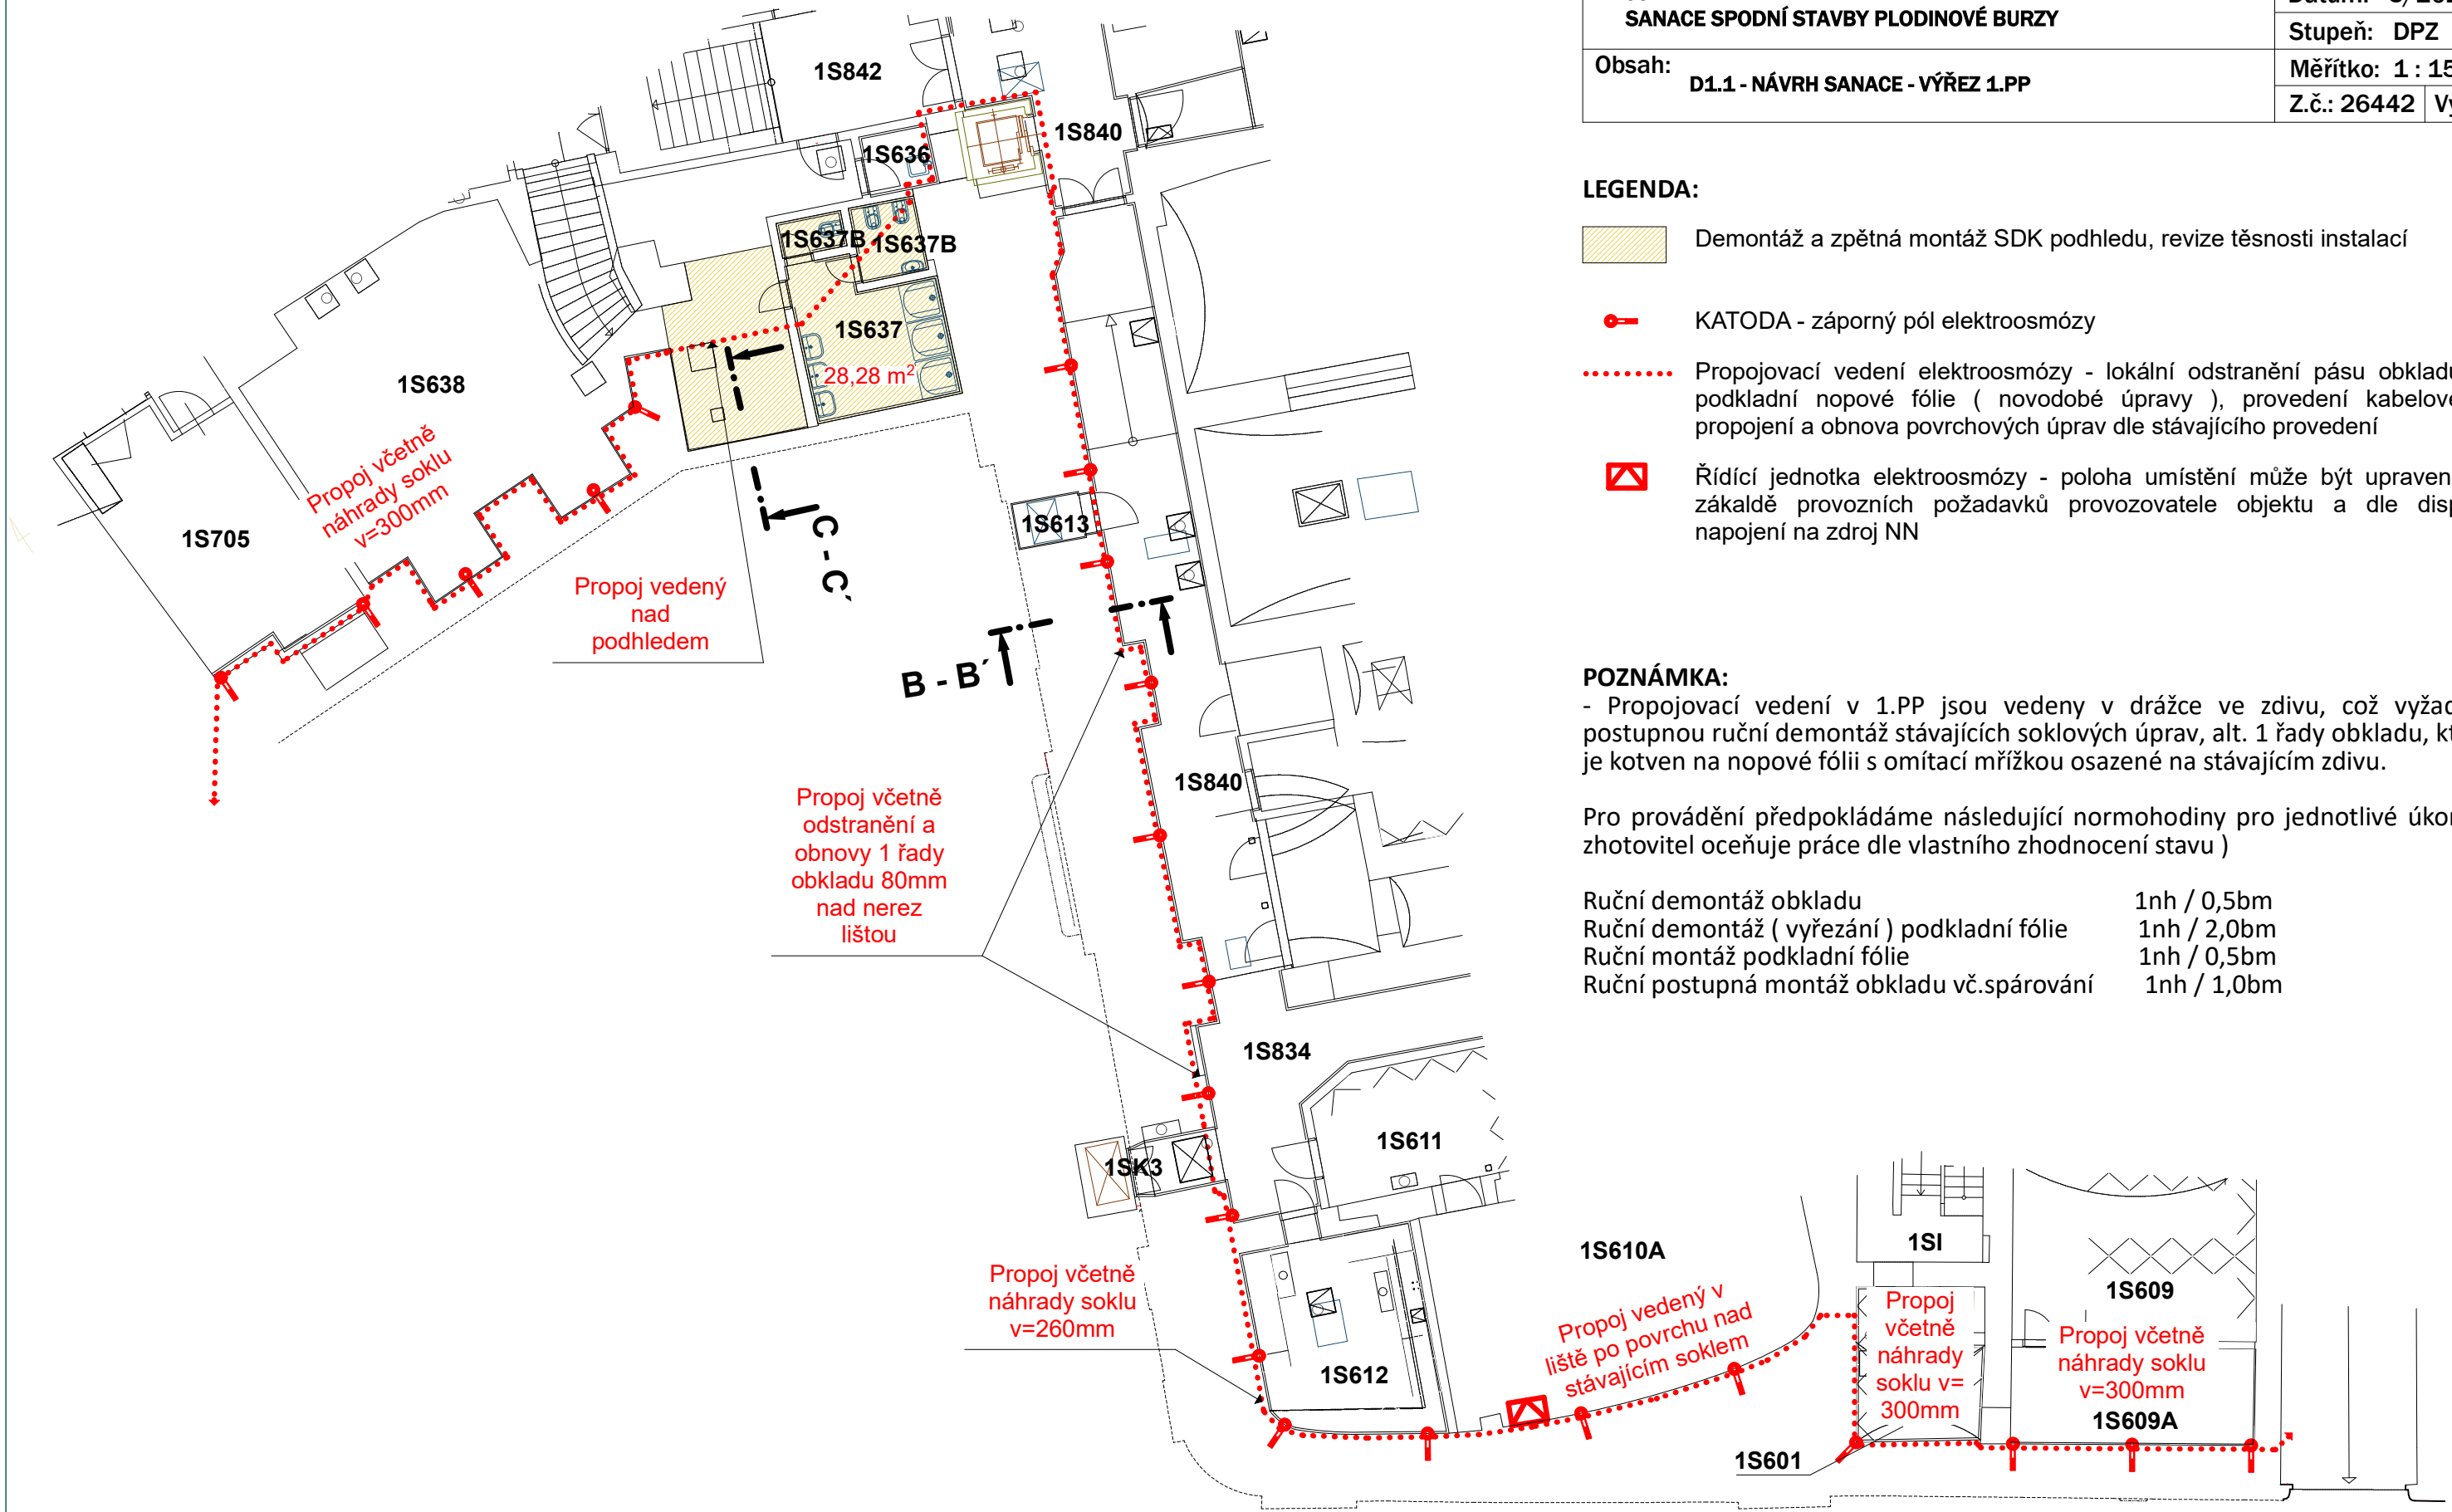 SANACE SPODNÍ STAVBY PLODINOVÉ BURZY
Stupeň: DPZ
Obsah:
D1.1 - NÁVRH SANACE - VÝŘEZ 1.PP
Měřítko: 1 : 15
Z.č.: 26442
LEGENDA:
Demontáž a zpětná montáž SDK podhledu, revize těsnosti instalací
KATODA - záporný pól elektroosmózy
Propojovací vedení elektroosmózy - lokální odstranění pásu obkladu
podkladní nopové fólie ( novodobé úpravy ), provedení kabelové
propojení a obnova povrchových úprav dle stávajícího provedení
Řídící jednotka elektroosmózy - poloha umístění může být upraven
zákaldě provozních požadavků provozovatele objektu a dle disp
napojení na zdroj NN
POZNÁMKA:
- Propojovací vedení v 1.PP jsou vedeny v drážce ve zdivu, což vyžad
postupnou ruční demontáž stávajících soklových úprav, alt. 1 řady obkladu, kt
je kotven na nopové fólii s omítací mřížkou osazené na stávajícím zdivu.
Pro provádění předpokládáme následující normohodiny pro jednotlivé úkon
zhotovitel oceňuje práce dle vlastního zhodnocení stavu )
Ruční demontáž obkladu 1nh / 0,5bm
Ruční demontáž ( vyřezání ) podkladní fólie 1nh / 2,0bm
Ruční montáž podkladní fólie 1nh / 0,5bm
Ruční postupná montáž obkladu vč.spárování 1nh / 1,0bm
1S842
1S840
1S636
1S637B
1S637B
1S637
28,28 m²
1S638
Propoj včetně
náhrady soklu
v=300mm
1S705
1S613
C - C´
Propoj vedený
nad
podhledem
B - B´
1S840
Propoj včetně
odstranění a
obnovy 1 řady
obkladu 80mm
nad nerez
lištou
1S834
1S611
1SK3
Propoj včetně
náhrady soklu
v=260mm
1S612
1S610A
Propoj vedený v
liště po povrchu nad
stávajícím soklem
1SI
Propoj
včetně
náhrady
soklu v=
300mm
1S609
Propoj včetně
náhrady soklu
v=300mm
1S609A
1S601